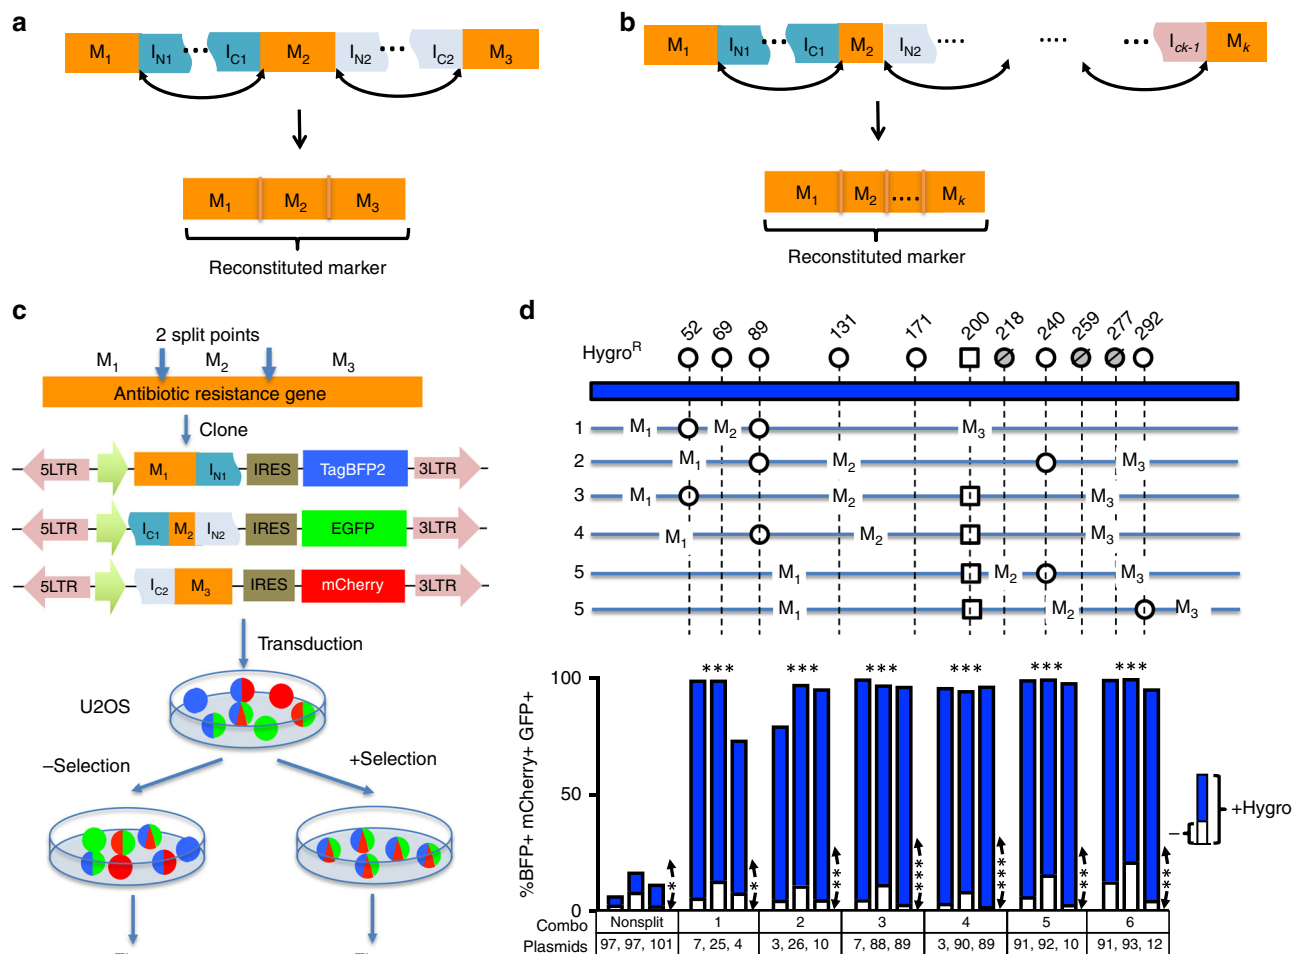 a
M1 IN1 •••• IC1 M2 IN2 •••• IC2 M3
M1 M2 M3
Reconstituted marker
b
M1 IN1 •••• IC1 M2 IN2 •••• •••• ••• Ick-1 Mk
M1 M2 •••• Mk
Reconstituted marker
c
2 split points
M1 M2 M3
Antibiotic resistance gene
Clone
5LTR M1 IN1 IRES TagBFP2 3LTR
5LTR IC1 M2 IN2 IRES EGFP 3LTR
5LTR IC2 M3 IRES mCherry 3LTR
Transduction
U2OS
–Selection +Selection
d
52 69 89 131 171 200 218 240 259 277 292
HygroR
1 M1 M2 M3
2 M1 M2 M3
3 M1 M2 M3
4 M1 M2 M3
5 M1 M2 M3
5 M1 M2 M3
%BFP+ mCherry+ GFP+
100
50
0
*** *** *** *** *** ***
* * ** *** **** ** **
– +Hygro
Combo Nonsplit 1 2 3 4 5 6
Plasmids 97, 97, 101 7, 25, 4 3, 26, 10 7, 88, 89 3, 90, 89 91, 92, 10 91, 93, 12